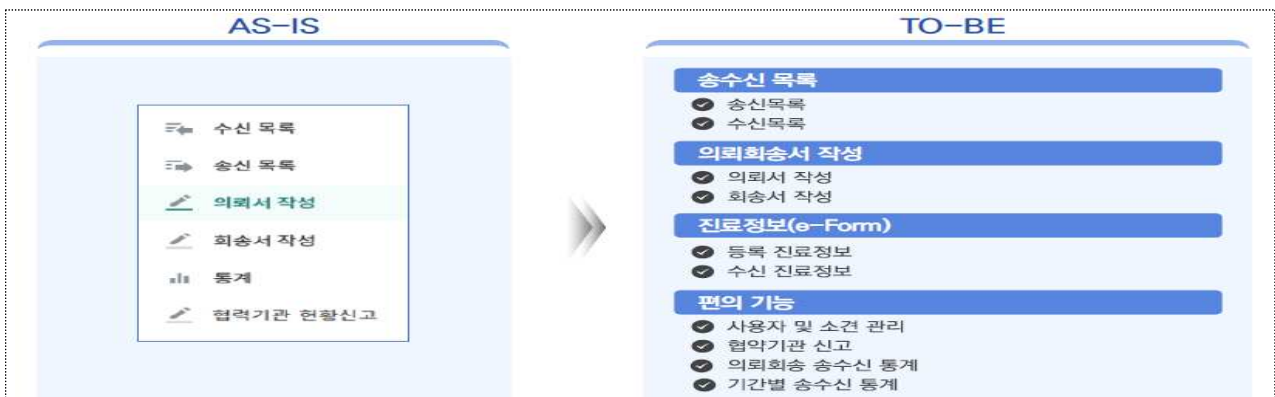 AS-IS
수신 목록
송신 목록
의뢰서 작성
회송서 작성
통계
협력기관 현황신고
TO-BE
송수신 목록
송신목록
수신목록
의뢰회송서 작성
의뢰서 작성
회송서 작성
진료정보(e-Form)
등록 진료정보
수신 진료정보
편의 기능
사용자 및 소견 관리
협약기관 신고
의뢰회송 송수신 통계
기간별 송수신 통계